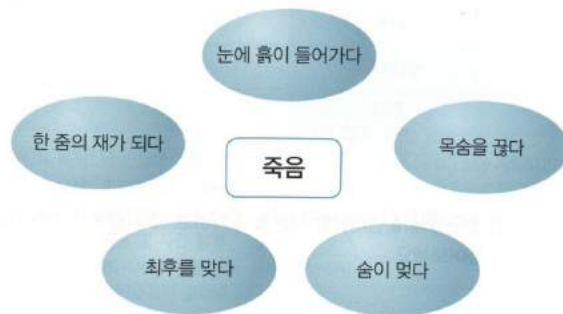 눈에 흙이 들어가다
한 줌의 재가 되다
목숨을 끊다
죽음
최후를 맞다
숨이 멎다